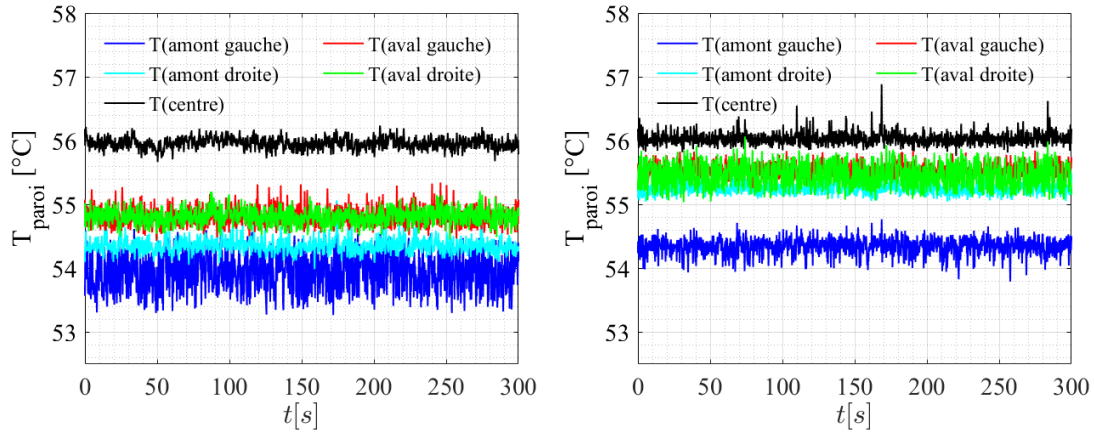 58
57
56
55
54
53
T_paroi [°C]
T(amont gauche) T(aval gauche)
T(amont droite) T(aval droite)
T(centre)
0 50 100 150 200 250 300
t[s]
58
57
56
55
54
53
T_paroi [°C]
T(amont gauche) T(aval gauche)
T(amont droite) T(aval droite)
T(centre)
0 50 100 150 200 250 300
t[s]